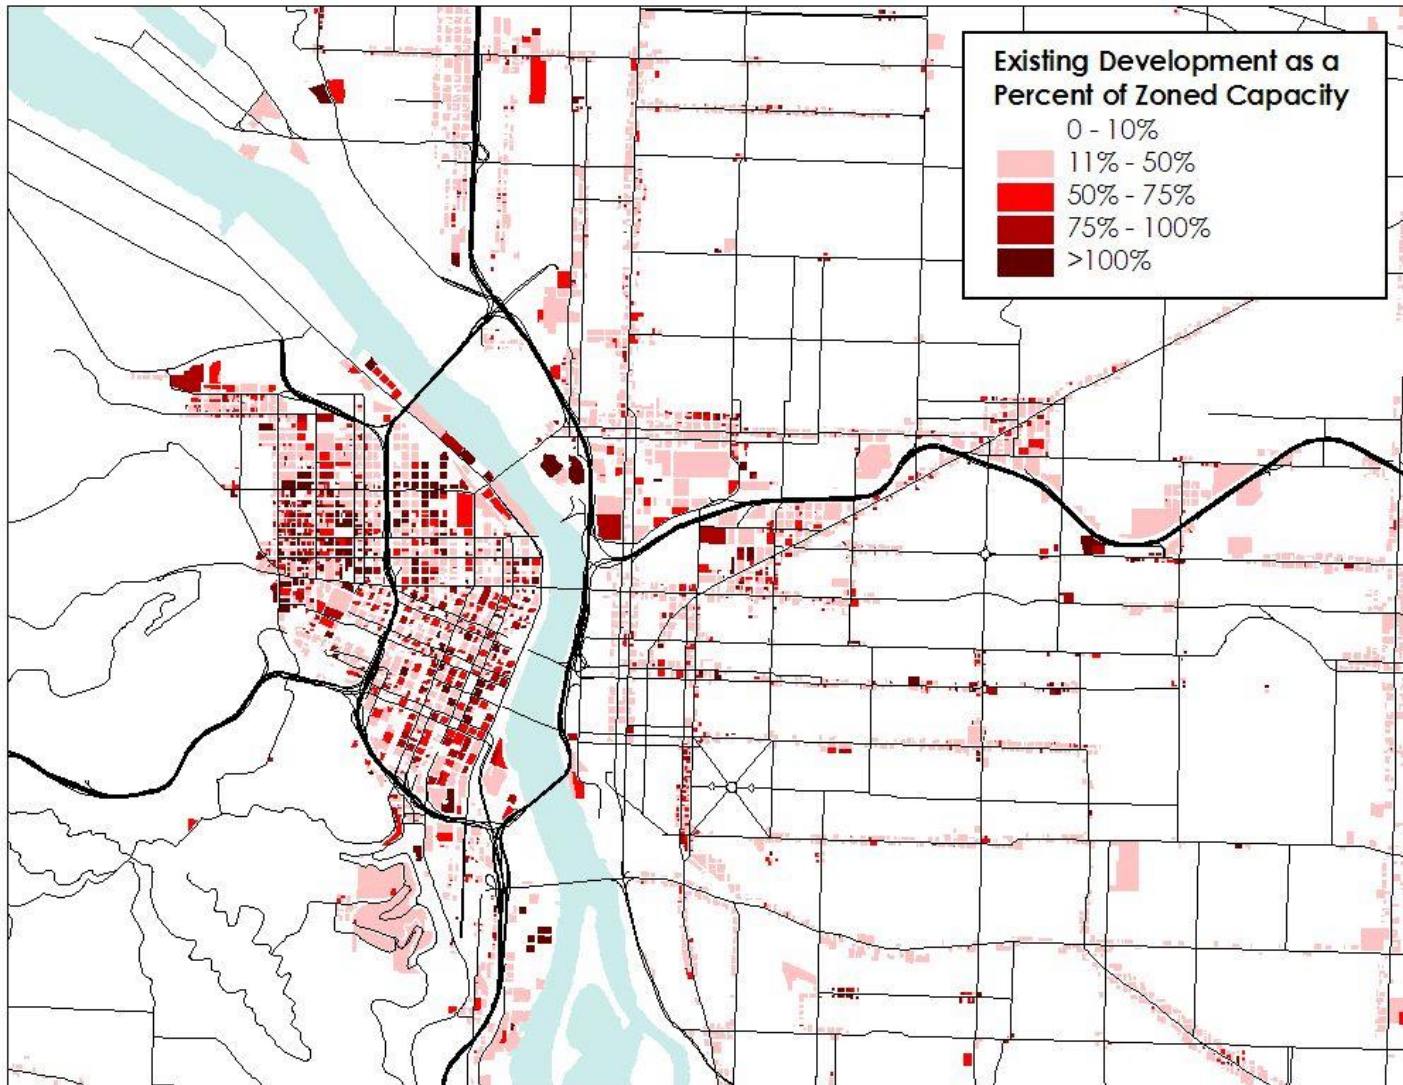 Existing Development as a
Percent of Zoned Capacity
0 - 10%
11% - 50%
50% - 75%
75% - 100%
>100%